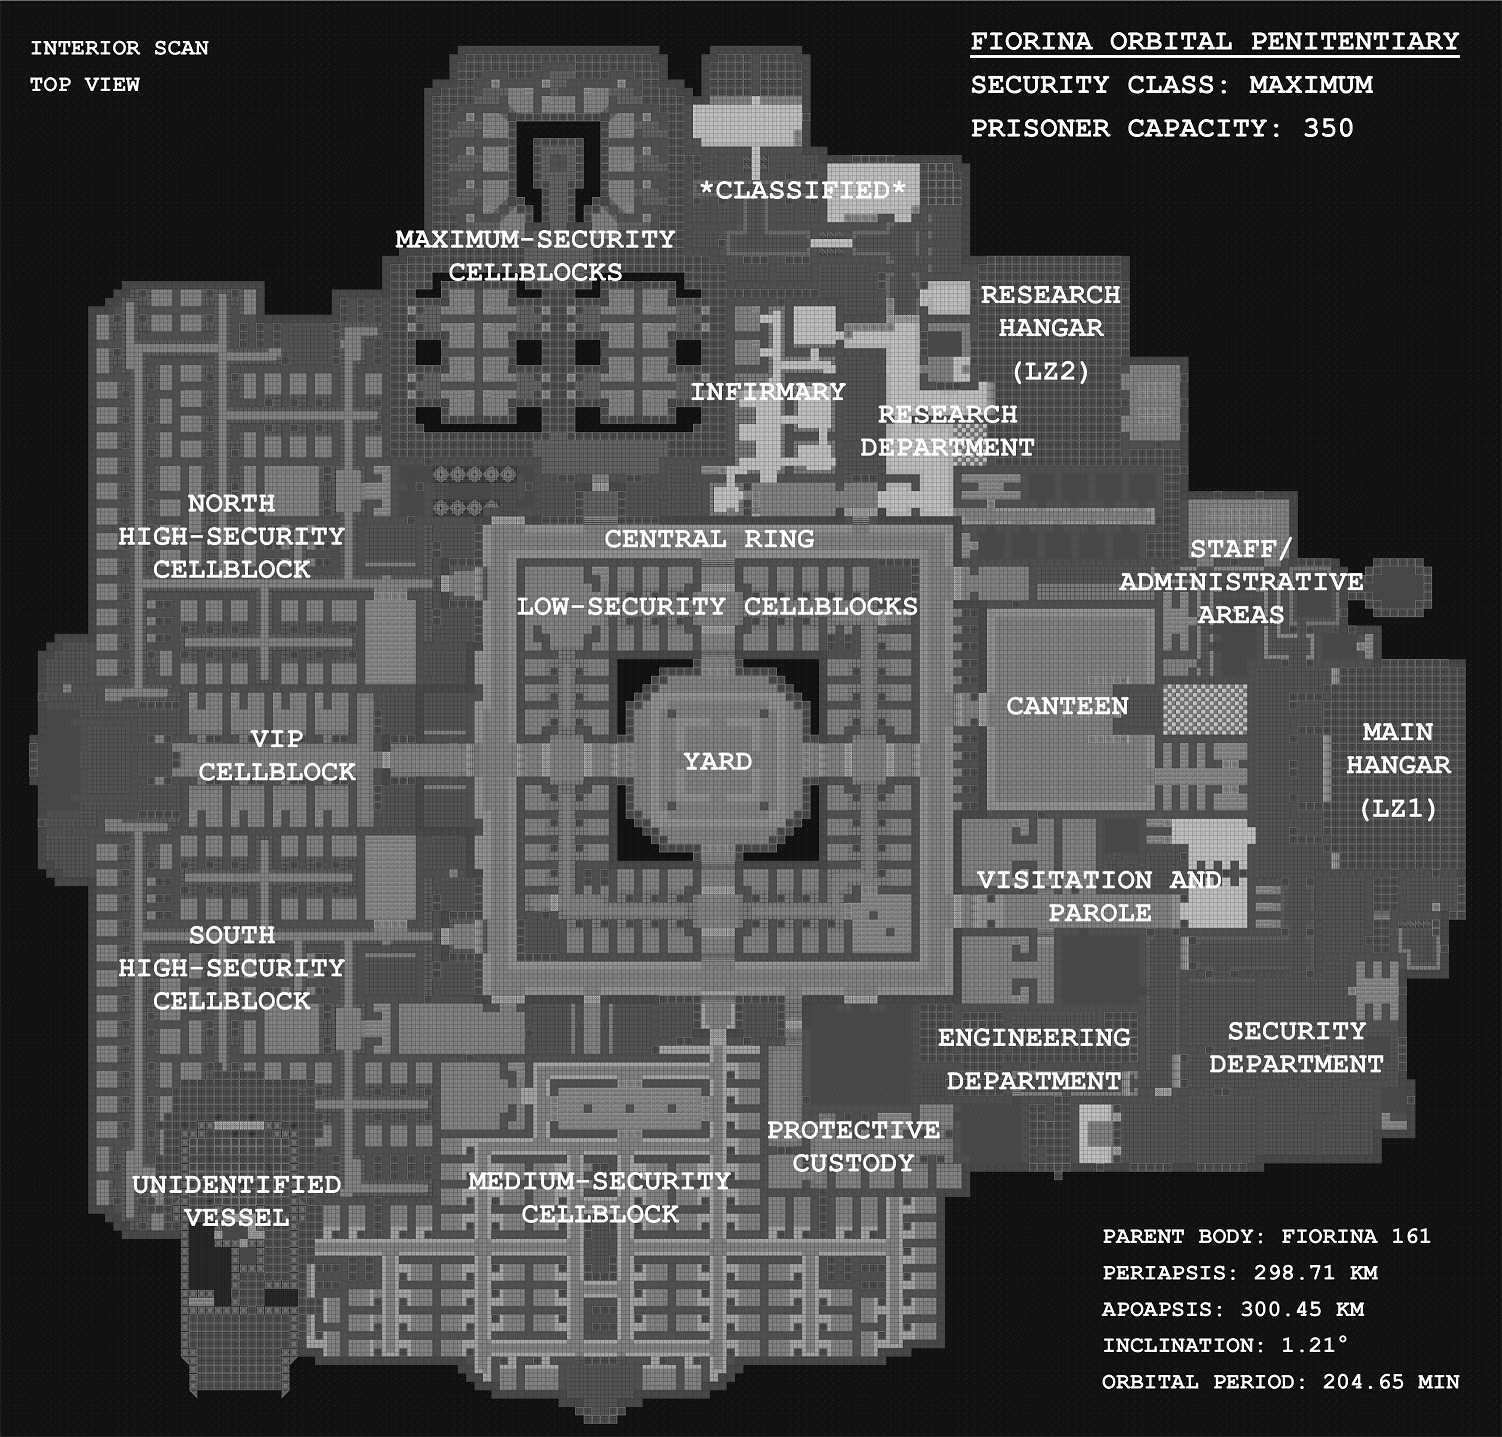 INTERIOR SCAN
TOP VIEW
FIORINA ORBITAL PENITENTIARY
SECURITY CLASS: MAXIMUM
PRISONER CAPACITY: 350
*CLASSIFIED*
MAXIMUM-SECURITY
CELLBLOCKS
RESEARCH
HANGAR
(LZ2)
INFIRMARY
RESEARCH
DEPARTMENT
NORTH
HIGH-SECURITY
CELLBLOCK
CENTRAL RING
STAFF/
ADMINISTRATIVE
AREAS
LOW-SECURITY CELLBLOCKS
CANTEEN
VIP
CELLBLOCK
YARD
MAIN
HANGAR
(LZ1)
VISITATION AND
PAROLE
SOUTH
HIGH-SECURITY
CELLBLOCK
ENGINEERING
DEPARTMENT
SECURITY
DEPARTMENT
PROTECTIVE
CUSTODY
UNIDENTIFIED
VESSEL
MEDIUM-SECURITY
CELLBLOCK
PARENT BODY: FIORINA 161
PERIAPSIS: 298.71 KM
APOAPSIS: 300.45 KM
INCLINATION: 1.21°
ORBITAL PERIOD: 204.65 MIN